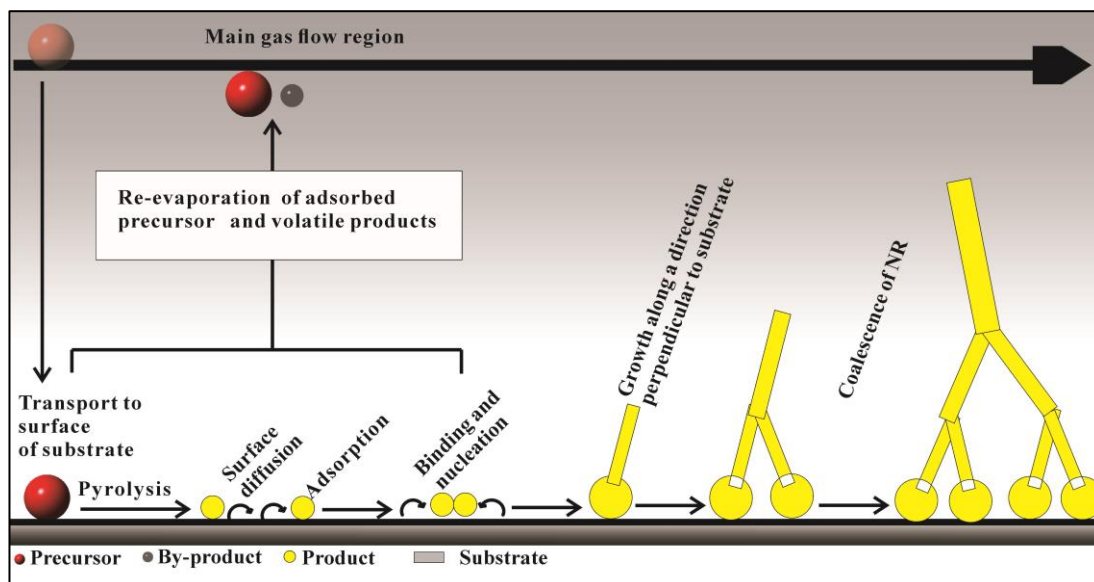 Main gas flow region
Re-evaporation of adsorbed
precursor and volatile products
Transport to
surface
of substrate
Pyrolysis
Surface
diffusion
Adsorption
Binding and
nucleation
Growth along a direction
perpendicular to substrate
Coalescence of NR
Precursor
By-product
Product
Substrate